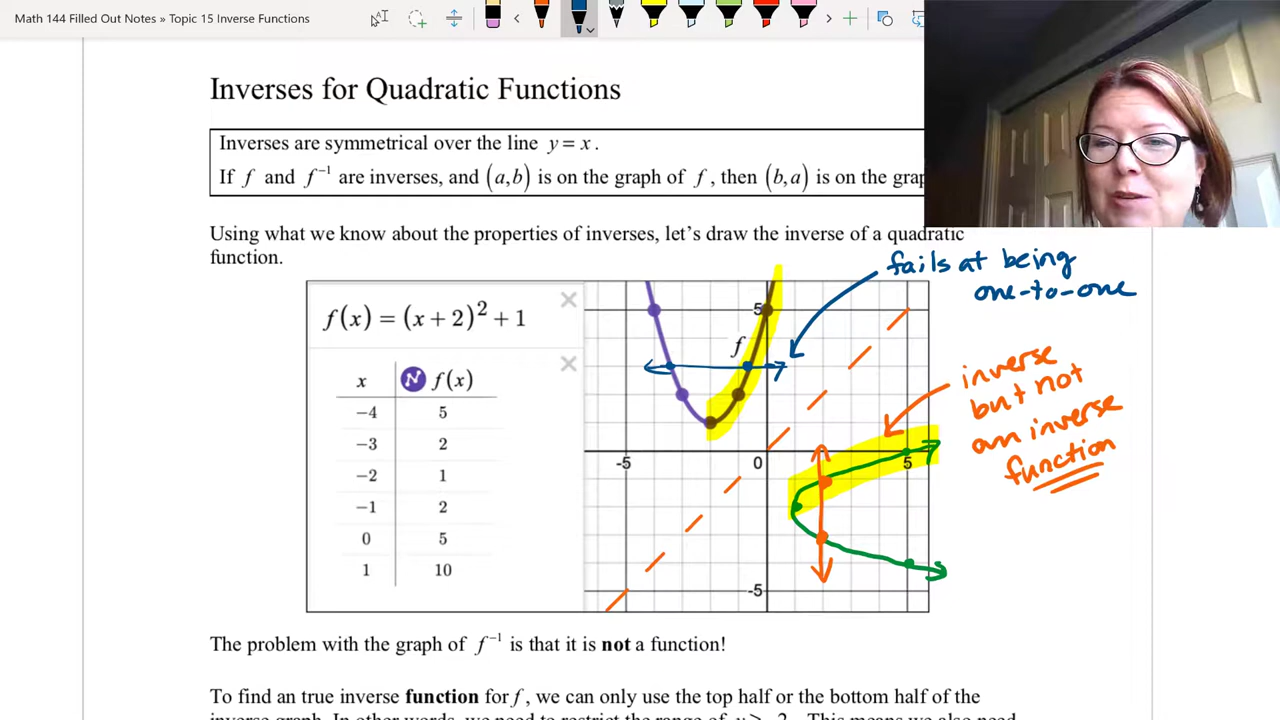 Math 144 Filled Out Notes » Topic 15 Inverse Functions
Inverses for Quadratic Functions
Inverses are symmetrical over the line y = x.
If f and f⁻¹ are inverses, and (a,b) is on the graph of f, then (b,a) is on the
Using what we know about the properties of inverses, let's draw the inverse of a quadratic
function.
fails at being
one-to-one
f(x) = (x + 2)² + 1
x f(x)
-4 5
-3 2
-2 1
-1 2
0 5
1 10
5
f
-5 0 5
-5
inverse
but not
an inverse
function
The problem with the graph of f⁻¹ is that it is not a function!
To find an true inverse function for f, we can only use the top half or the bottom half of the